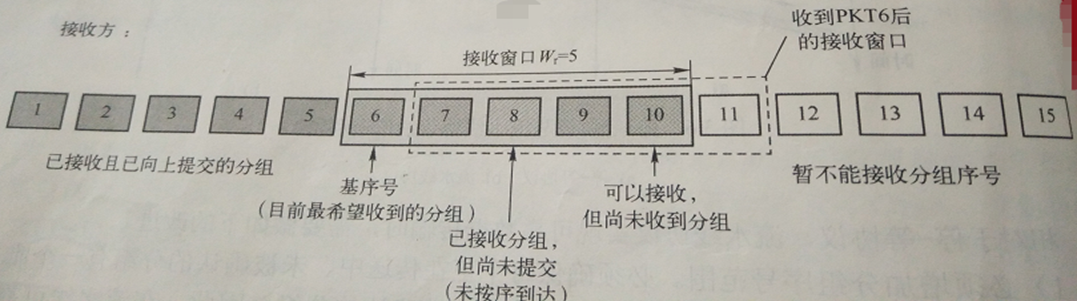 接收方：
收到PKT6后
的接收窗口
接收窗口Wᵣ=5
1 2 3 4 5 6 7 8 9 10 11 12 13 14 15
已接收且已向上提交的分组
基序号
（目前最希望收到的分组）
已接收分组，
但尚未提交
（未按序到达）
可以接收，
但尚未收到分组
暂不能接收分组序号